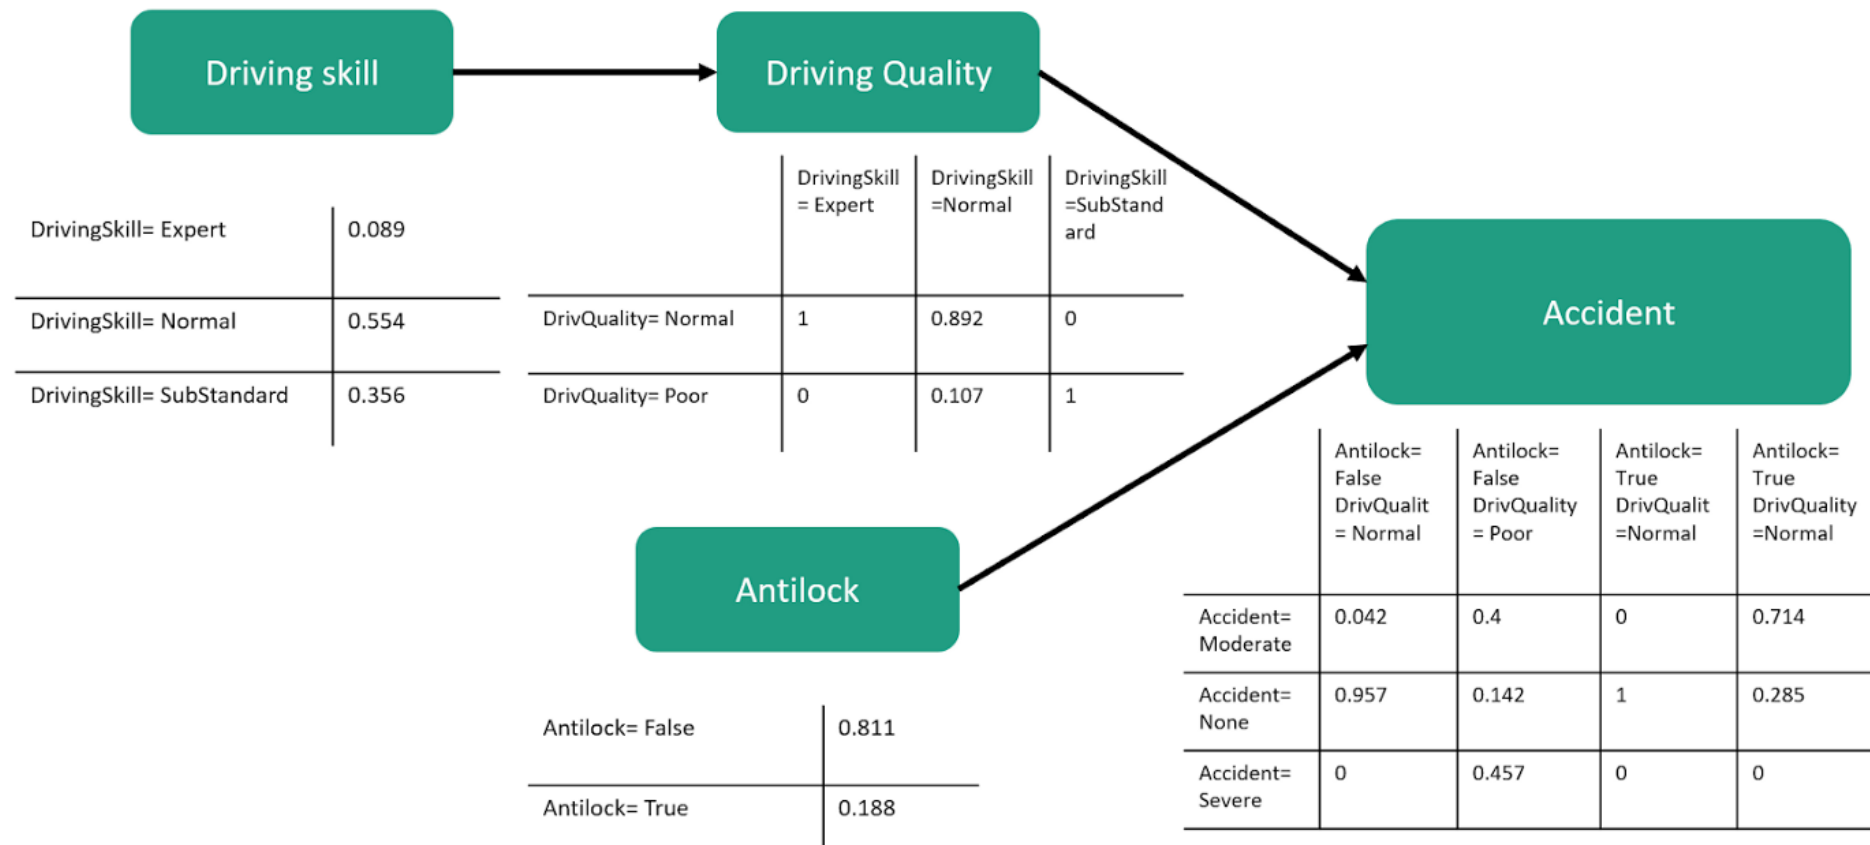 Driving skill
Driving Quality
DrivingSkill
= Expert
DrivingSkill
=Normal
DrivingSkill
=SubStand
ard
DrivingSkill= Expert
0.089
DrivingSkill= Normal
0.554
DrivingSkill= SubStandard
0.356
DrivQuality= Normal
1
0.892
0
DrivQuality= Poor
0
0.107
1
Accident
Antilock
Antilock= False
0.811
Antilock= True
0.188
Antilock=
False
DrivQualit
= Normal
Antilock=
False
DrivQuality
= Poor
Antilock=
True
DrivQualit
=Normal
Antilock=
True
DrivQuality
=Normal
Accident=
Moderate
0.042
0.4
0
0.714
Accident=
None
0.957
0.142
1
0.285
Accident=
Severe
0
0.457
0
0